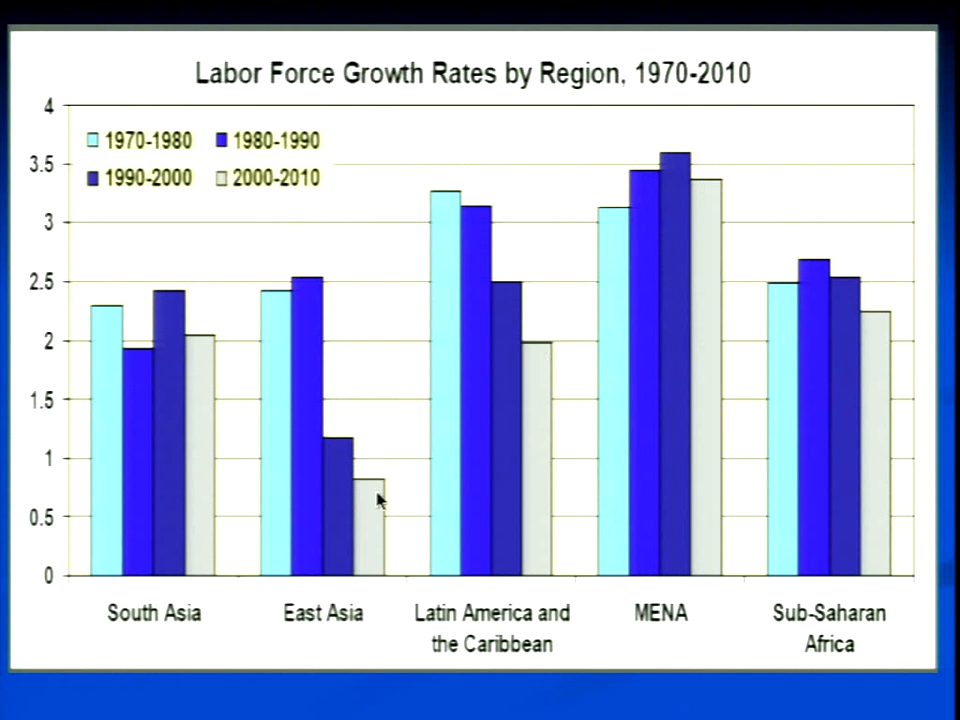 Labor Force Growth Rates by Region, 1970-2010
4
3.5
3
2.5
2
1.5
1
0.5
0
1970-1980 1980-1990
1990-2000 2000-2010
South Asia
East Asia
Latin America and
the Caribbean
MENA
Sub-Saharan
Africa